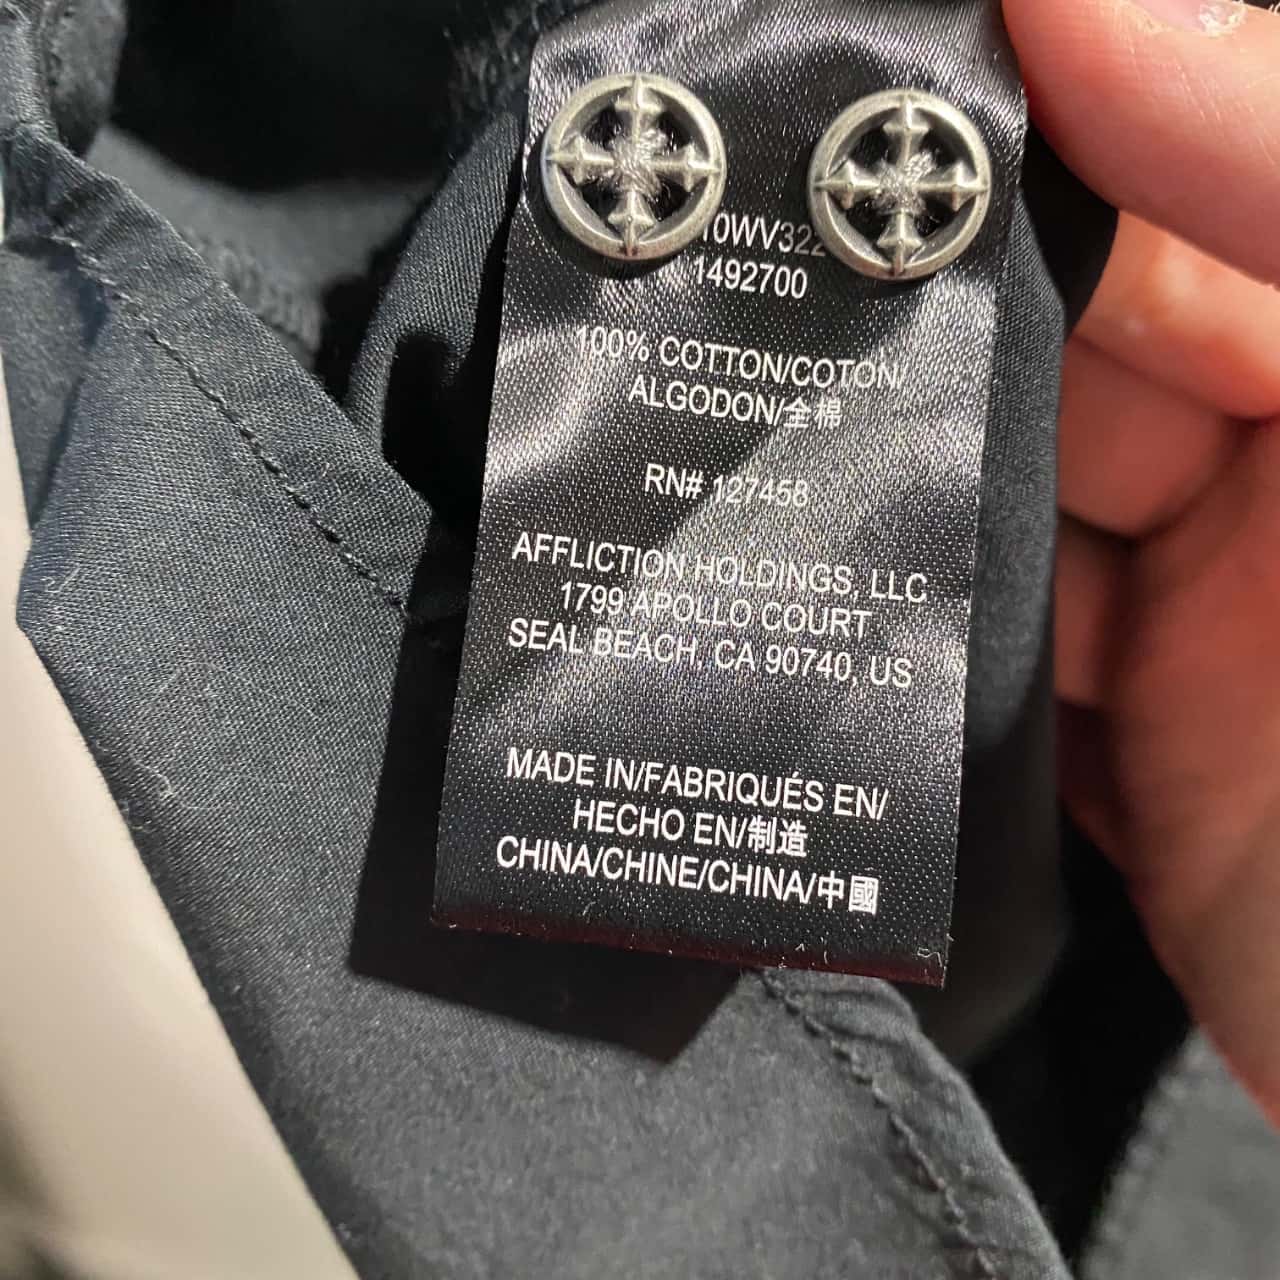 10WV322
1492700
100% COTTON/COTON/
ALGODON/全棉
RN# 127458
AFFLICTION HOLDINGS, LLC
1799 APOLLO COURT
SEAL BEACH, CA 90740, US
MADE IN/FABRIQUÉS EN/
HECHO EN/制造
CHINA/CHINE/CHINA/中國